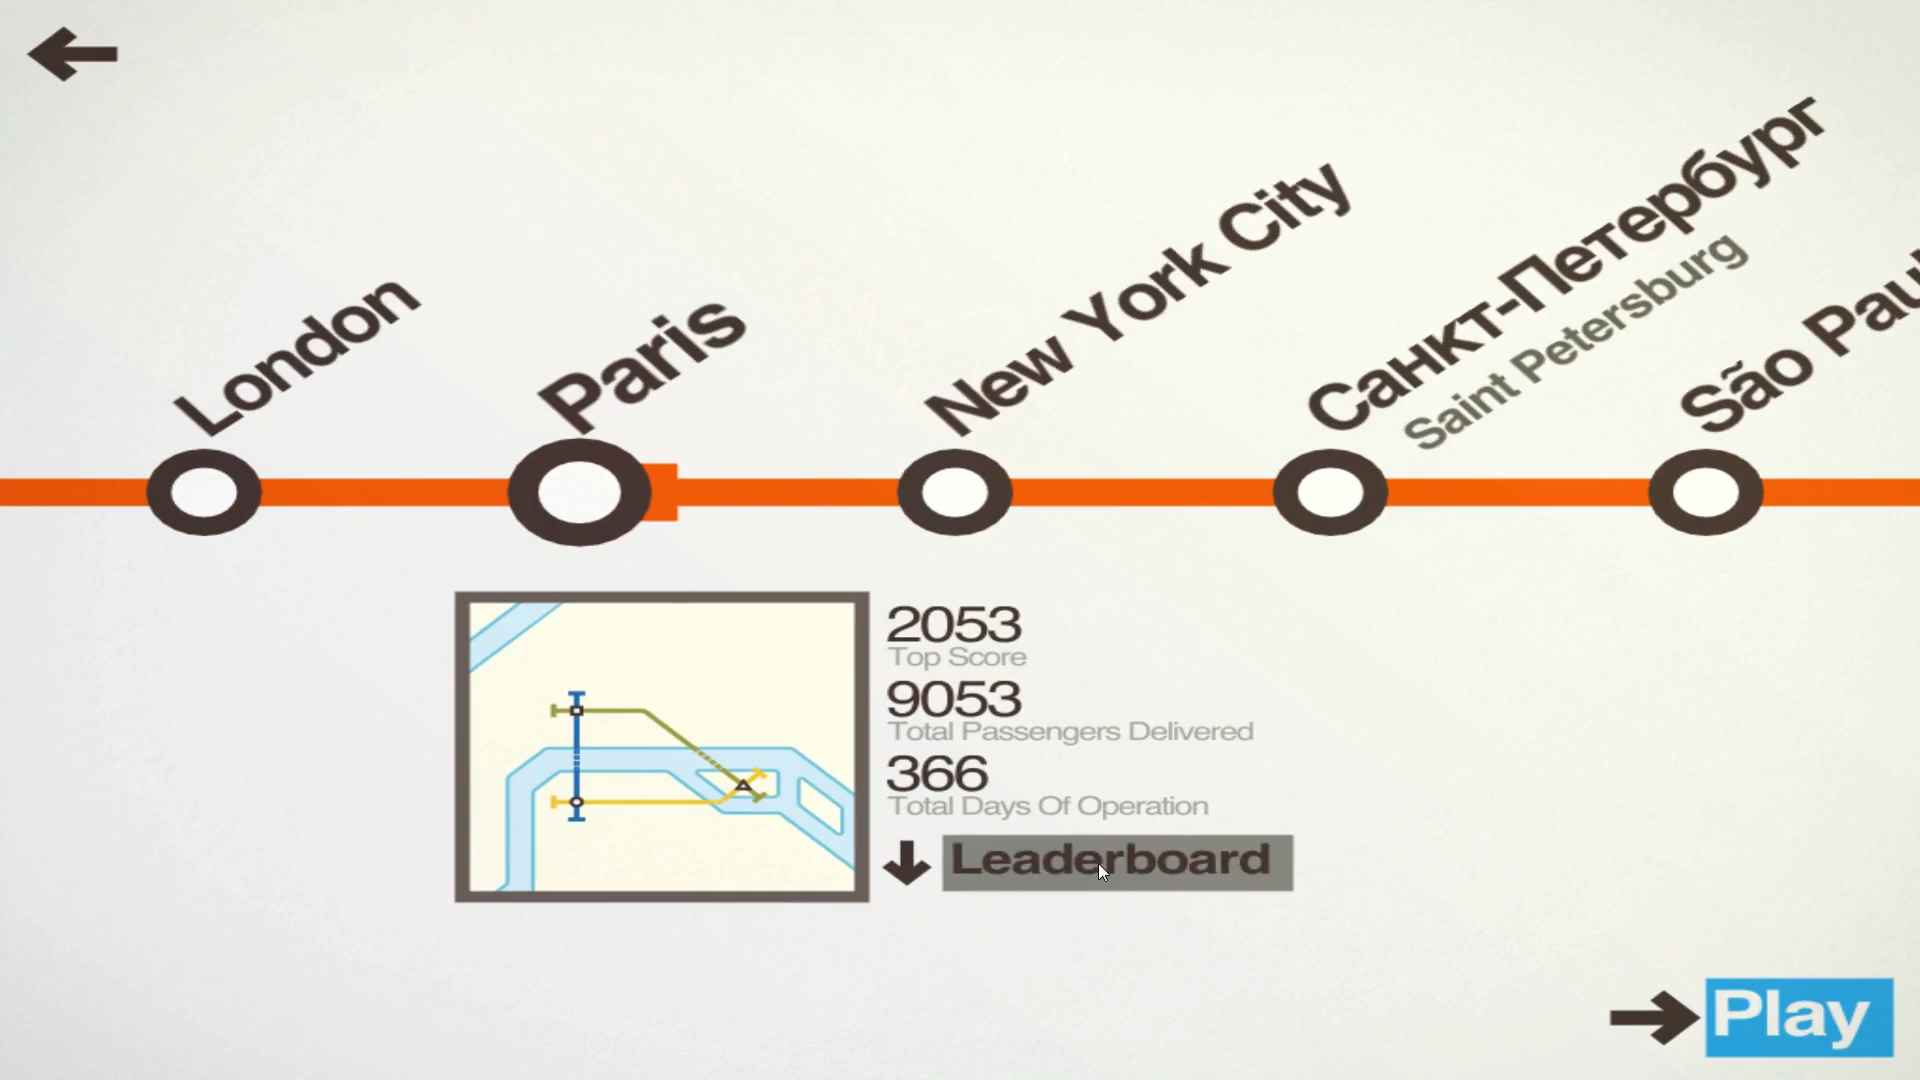 London
Paris
New York City
Санкт-Петербург
Saint Petersburg
São
2053
Top Score
9053
Total Passengers Delivered
366
Total Days Of Operation
Leaderboard
Play